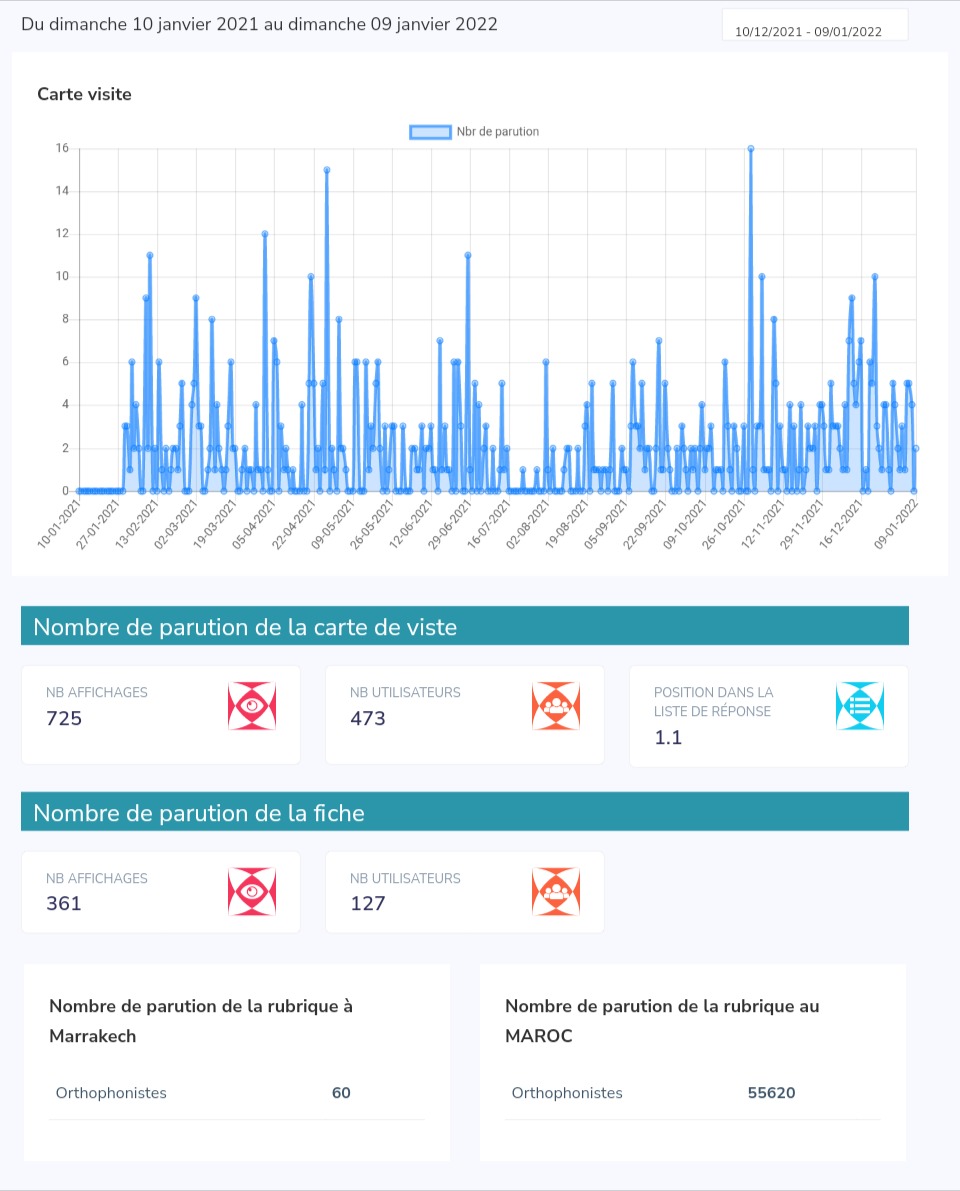 Du dimanche 10 janvier 2021 au dimanche 09 janvier 2022
10/12/2021 - 09/01/2022
Carte visite
Nbr de parution
16
14
12
10
8
6
4
2
0
10-01-2021
27-01-2021
13-02-2021
02-03-2021
19-03-2021
05-04-2021
22-04-2021
09-05-2021
26-05-2021
12-06-2021
29-06-2021
16-07-2021
02-08-2021
19-08-2021
05-09-2021
22-09-2021
09-10-2021
26-10-2021
12-11-2021
29-11-2021
16-12-2021
09-01-2022
Nombre de parution de la carte de viste
NB AFFICHAGES
725
NB UTILISATEURS
473
POSITION DANS LA
LISTE DE RÉPONSE
1.1
Nombre de parution de la fiche
NB AFFICHAGES
361
NB UTILISATEURS
127
Nombre de parution de la rubrique à
Marrakech
Orthophonistes 60
Nombre de parution de la rubrique au
MAROC
Orthophonistes 55620